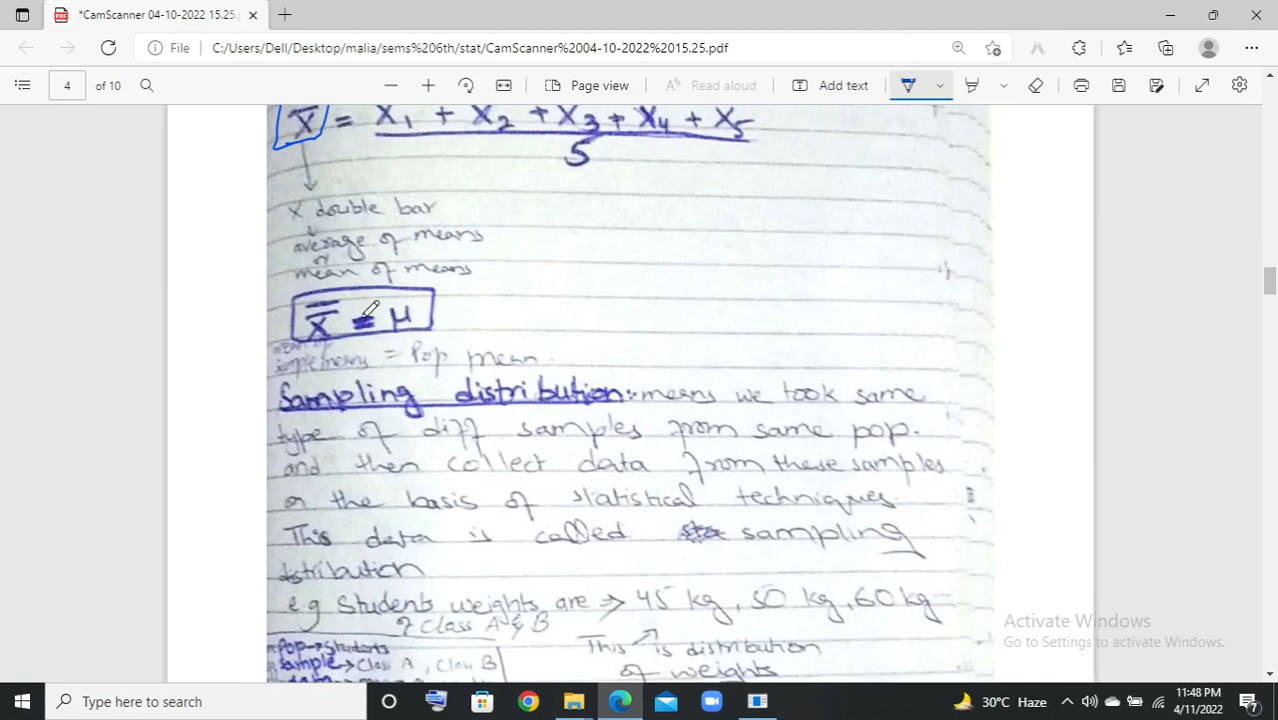 *CamScanner 04-10-2022 15.25.
File C:/Users/Dell/Desktop/malia/sems%206th/stat/CamScanner%2004-10-2022%2015.25.pdf
4 of 10 Page view Read aloud Add text
X̄ = X1 + X2 + X3 + X4 + X5
5
X double bar
average of means
or
mean of means
X̿ = μ
= Pop mean
Sampling distribution: means we took same
type of diff samples from same pop.
and then collect data from these samples
on the basis of statistical techniques.
This data is called sampling
distribution
e.g Students weights are => 45 kg, 50 kg, 60 kg
of Class A & B
This is distribution
of weights
Pop → Students
Sample → Class A, Class B
Activate Windows
Go to Settings to activate Windows.
Type here to search
30°C Haze
11:48 PM
4/11/2022
7